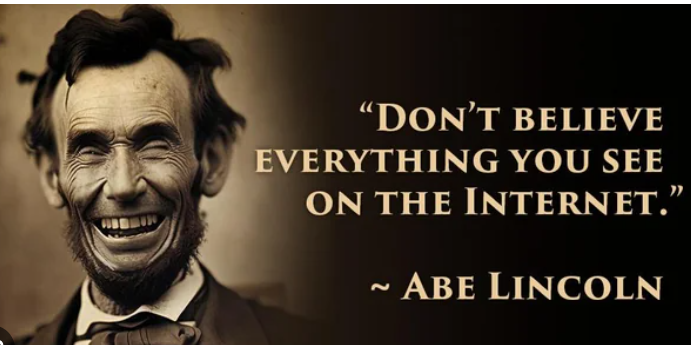 “DON’T BELIEVE
EVERYTHING YOU SEE
ON THE INTERNET.”
~ ABE LINCOLN